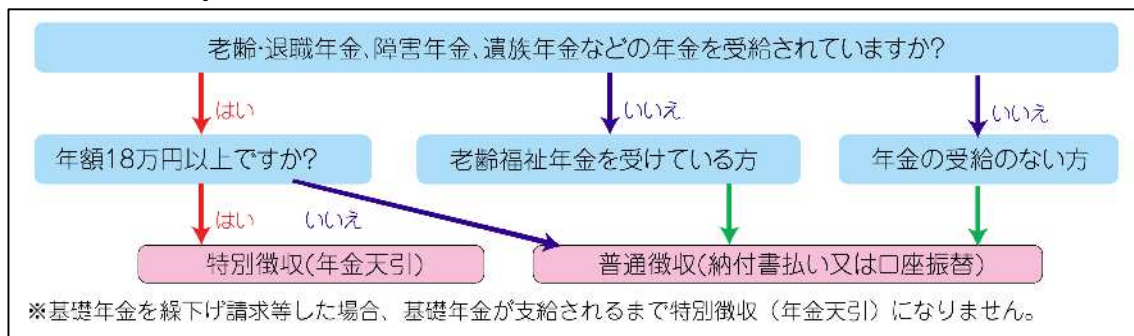 老齢・退職年金、障害年金、遺族年金などの年金を受給されていますか?
はい
いいえ
いいえ
年額18万円以上ですか?
老齢福祉年金を受けている方
年金の受給のない方
はい
いいえ
特別徴収(年金天引)
普通徴収(納付書払い又は口座振替)
※基礎年金を繰下げ請求等した場合、基礎年金が支給されるまで特別徴収（年金天引）になりません。